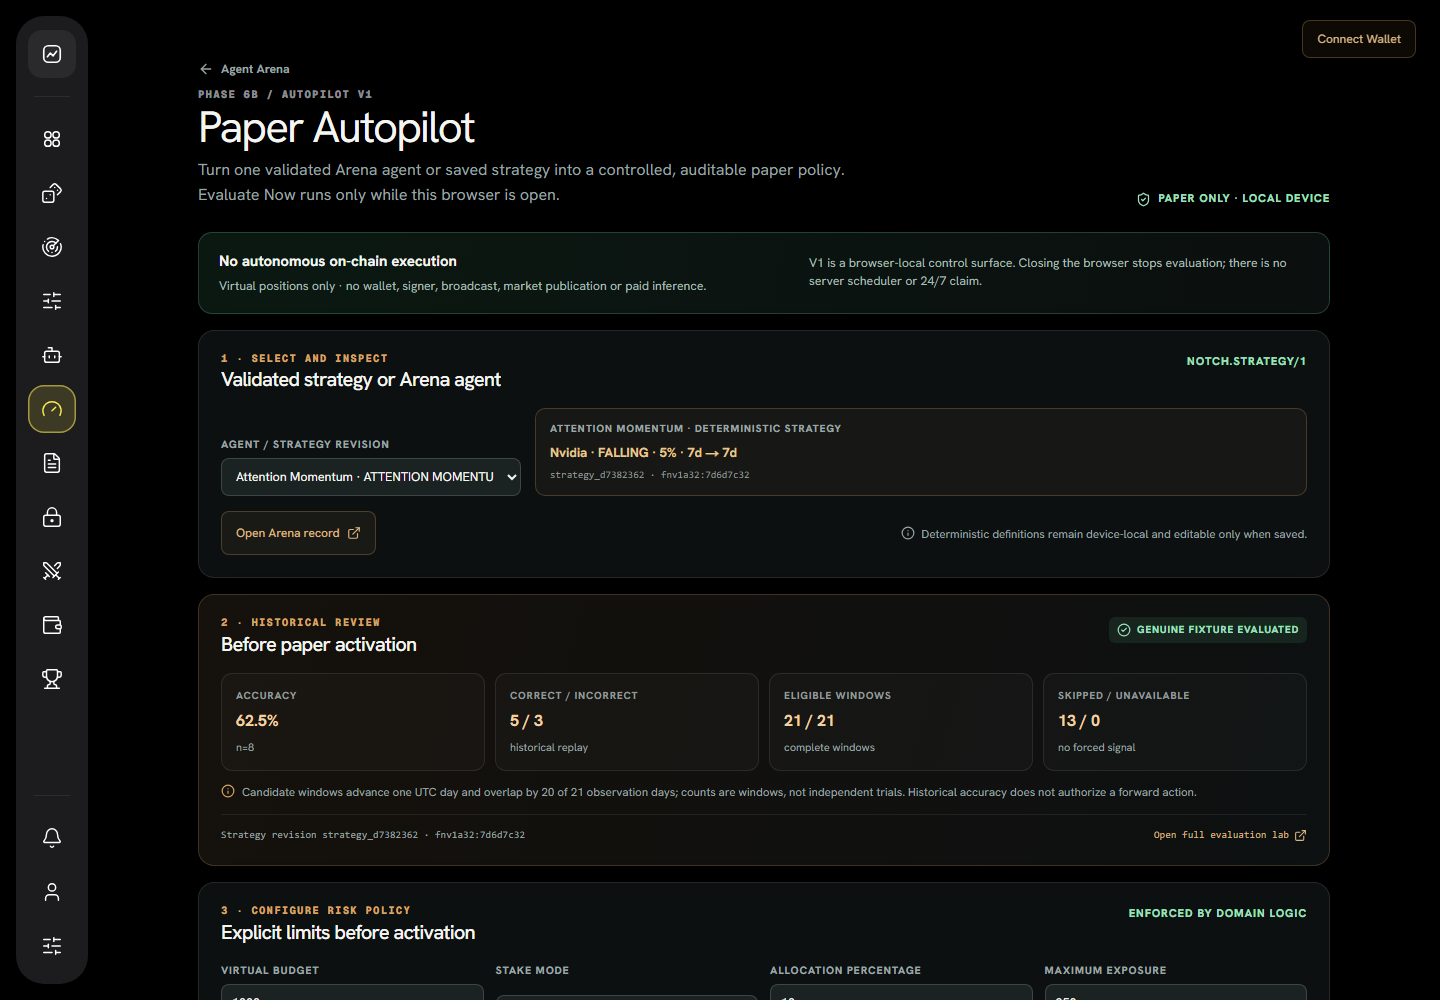 Connect Wallet
Agent Arena
PHASE 6B / AUTOPILOT V1
Paper Autopilot
Turn one validated Arena agent or saved strategy into a controlled, auditable paper policy.
Evaluate Now runs only while this browser is open.
PAPER ONLY · LOCAL DEVICE
No autonomous on-chain execution
Virtual positions only · no wallet, signer, broadcast, market publication or paid inference.
V1 is a browser-local control surface. Closing the browser stops evaluation; there is no
server scheduler or 24/7 claim.
1 · SELECT AND INSPECT
Validated strategy or Arena agent
NOTCH.STRATEGY/1
AGENT / STRATEGY REVISION
Attention Momentum · ATTENTION MOMENTU
ATTENTION MOMENTUM · DETERMINISTIC STRATEGY
Nvidia · FALLING · 5% · 7d → 7d
strategy_d7382362 · fnv1a32:7d6d7c32
Open Arena record
Deterministic definitions remain device-local and editable only when saved.
2 · HISTORICAL REVIEW
Before paper activation
GENUINE FIXTURE EVALUATED
ACCURACY
62.5%
n=8
CORRECT / INCORRECT
5 / 3
historical replay
ELIGIBLE WINDOWS
21 / 21
complete windows
SKIPPED / UNAVAILABLE
13 / 0
no forced signal
Candidate windows advance one UTC day and overlap by 20 of 21 observation days; counts are windows, not independent trials. Historical accuracy does not authorize a forward action.
Strategy revision strategy_d7382362 · fnv1a32:7d6d7c32
Open full evaluation lab
3 · CONFIGURE RISK POLICY
Explicit limits before activation
ENFORCED BY DOMAIN LOGIC
VIRTUAL BUDGET
STAKE MODE
ALLOCATION PERCENTAGE
MAXIMUM EXPOSURE